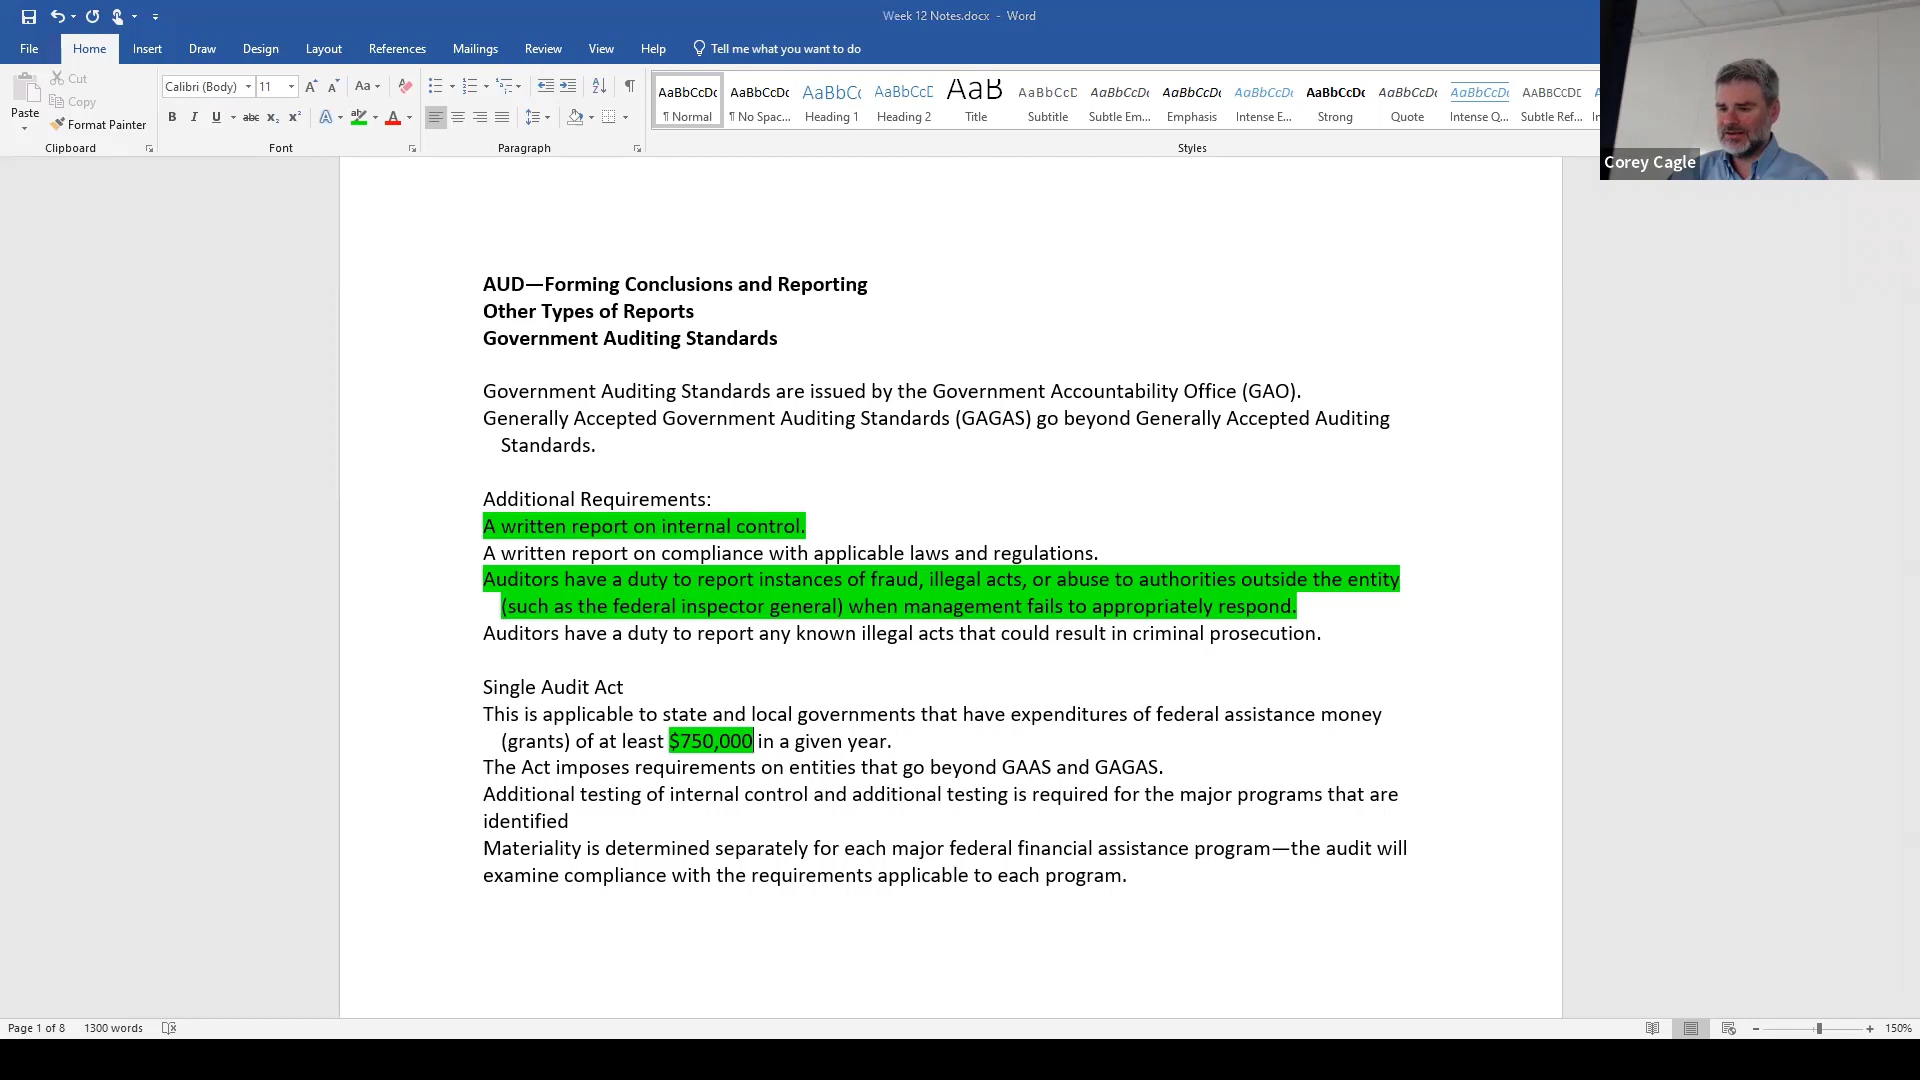 Week 12 Notes.docx - Word
File Home Insert Draw Design Layout References Mailings Review View Help Tell me what you want to do
Corey Cagle
Paste Cut
Copy
Format Painter
Calibri (Body) 11
AaBbCcDc AaBbCcDc AaBbCc AaBbCcD AaB AaBbCcD AaBbCcDc AaBbCcDc AaBbCcDc AaBbCcDc AaBbCcDc AaBbCcDc AaBbCcDc
¶ Normal ¶ No Spac... Heading 1 Heading 2 Title Subtitle Subtle Em... Emphasis Intense E... Strong Quote Intense Q... Subtle Ref...
Clipboard Font Paragraph Styles
AUD—Forming Conclusions and Reporting
Other Types of Reports
Government Auditing Standards
Government Auditing Standards are issued by the Government Accountability Office (GAO).
Generally Accepted Government Auditing Standards (GAGAS) go beyond Generally Accepted Auditing
Standards.
Additional Requirements:
A written report on internal control.
A written report on compliance with applicable laws and regulations.
Auditors have a duty to report instances of fraud, illegal acts, or abuse to authorities outside the entity
(such as the federal inspector general) when management fails to appropriately respond.
Auditors have a duty to report any known illegal acts that could result in criminal prosecution.
Single Audit Act
This is applicable to state and local governments that have expenditures of federal assistance money
(grants) of at least $750,000 in a given year.
The Act imposes requirements on entities that go beyond GAAS and GAGAS.
Additional testing of internal control and additional testing is required for the major programs that are
identified
Materiality is determined separately for each major federal financial assistance program—the audit will
examine compliance with the requirements applicable to each program.
Page 1 of 8 1300 words 150%